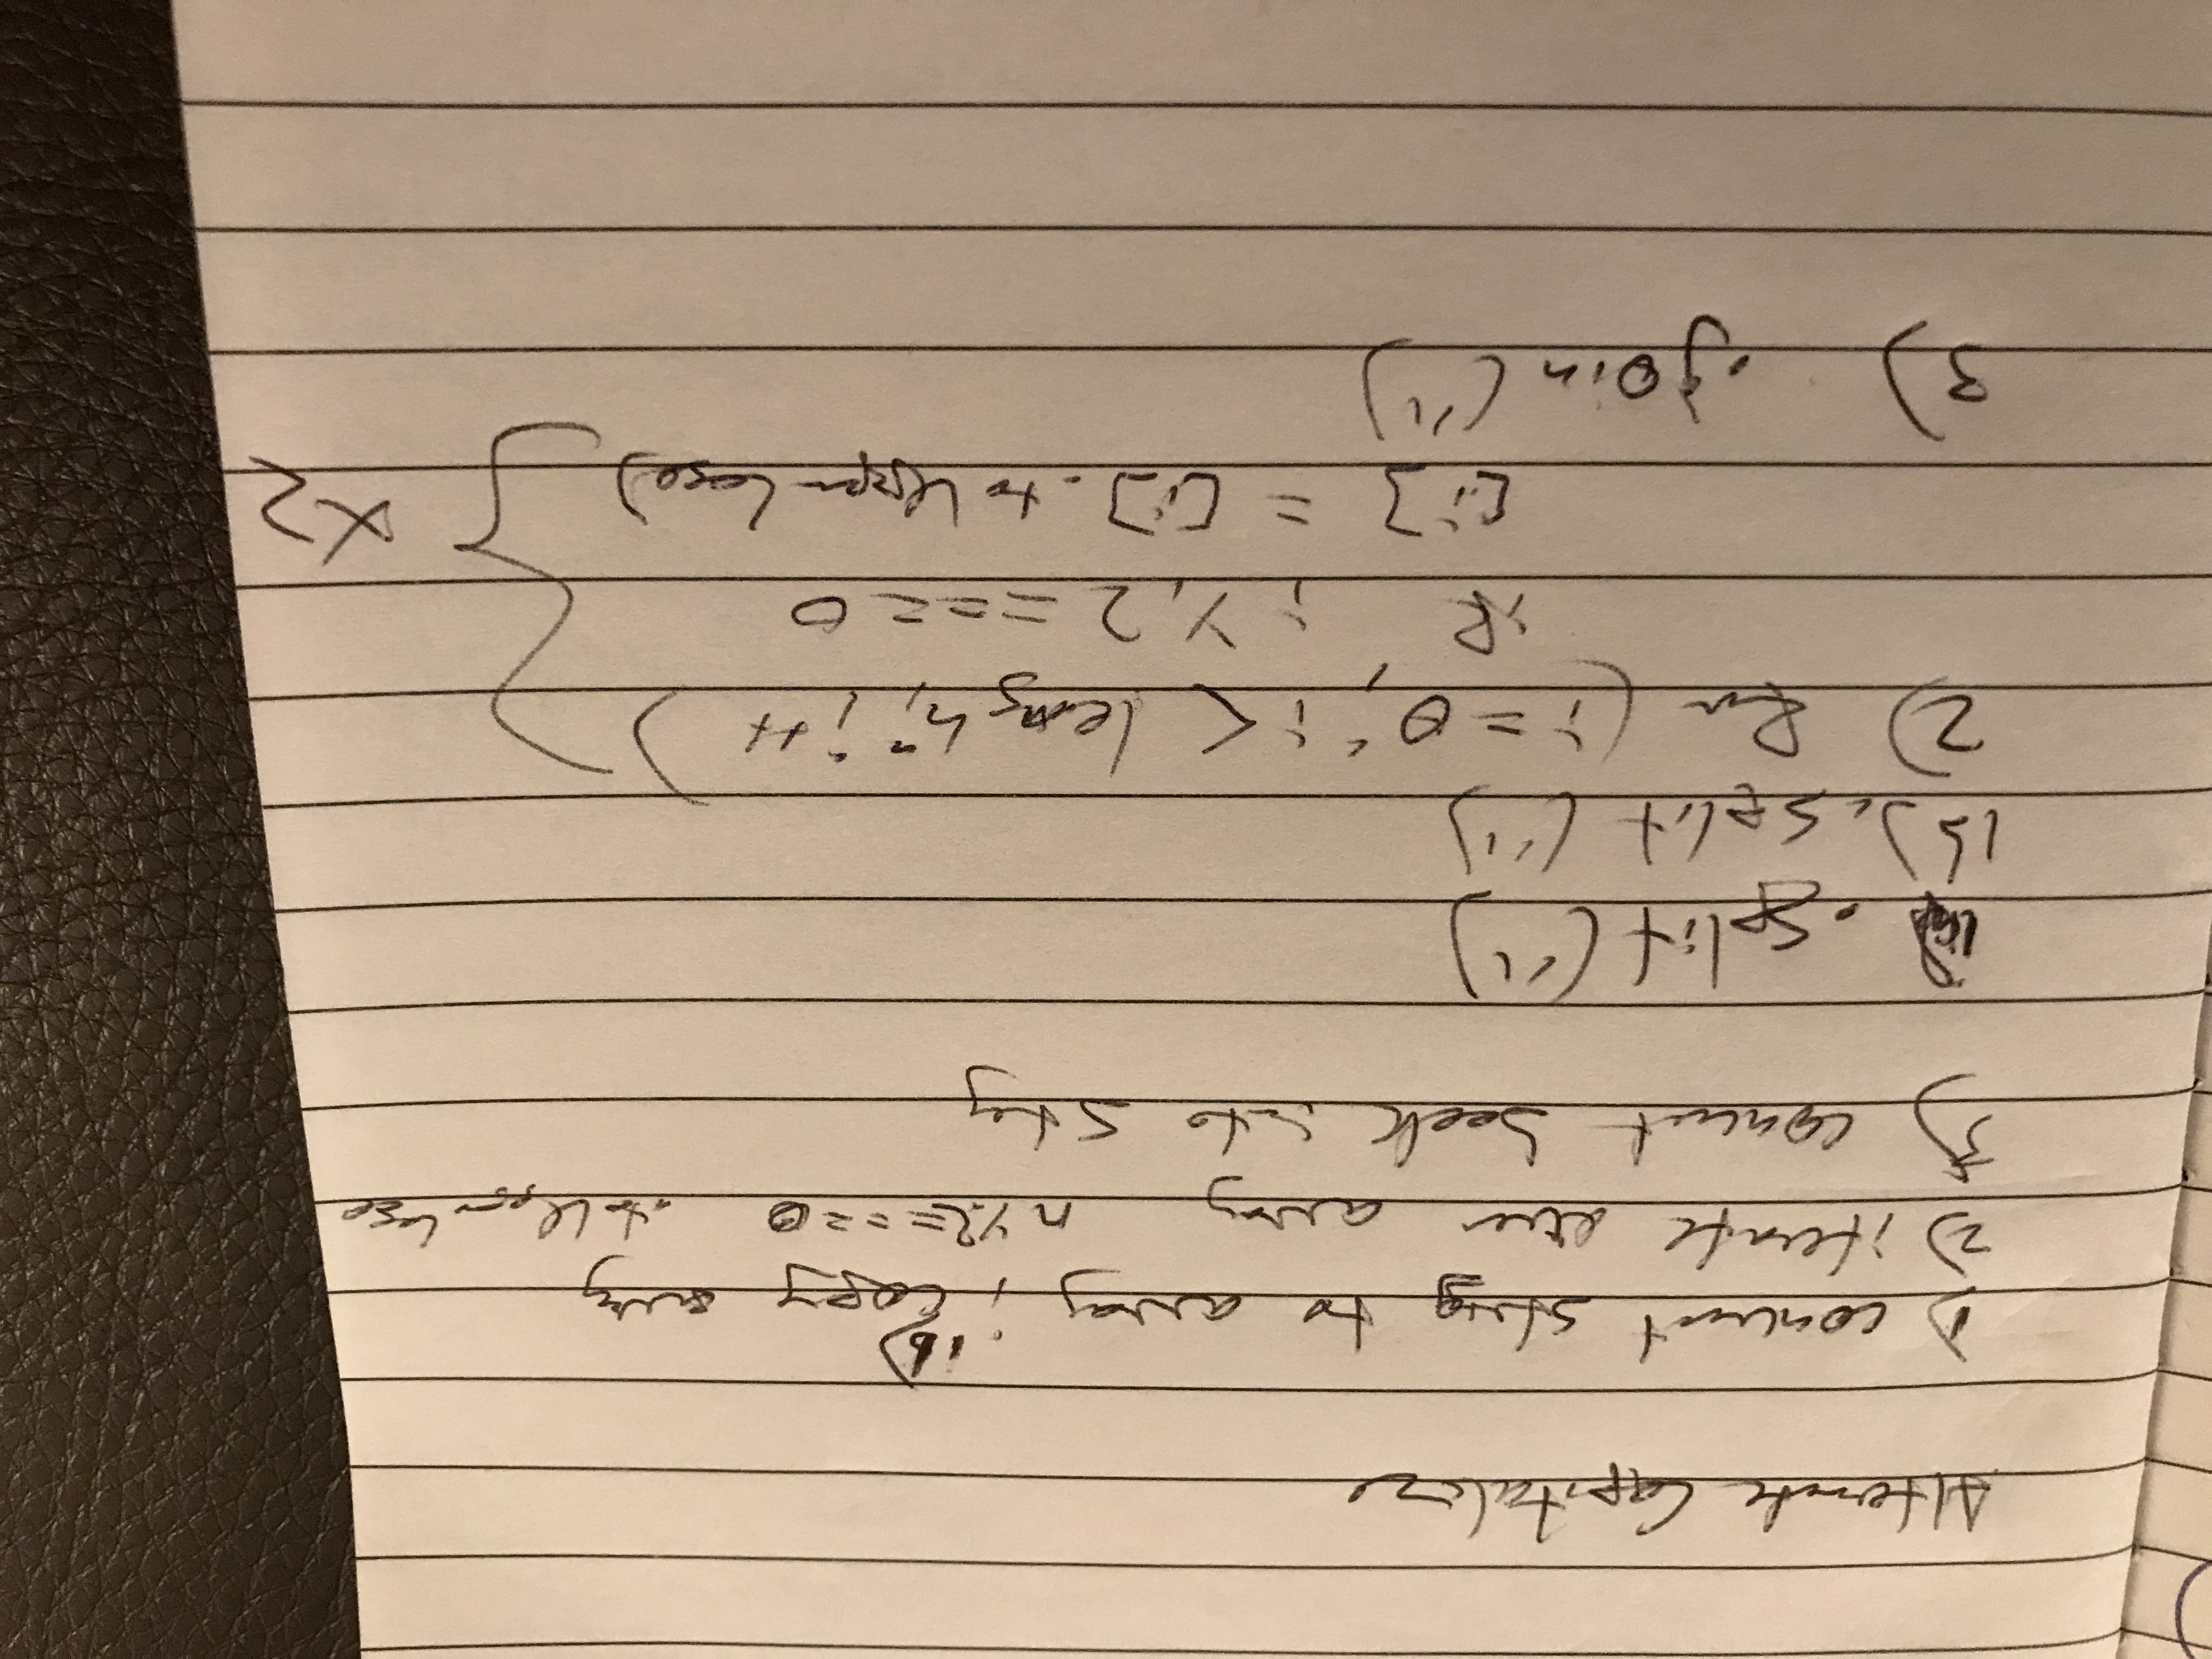 Alternate Capitalize
1) convert string to array ; 1b) Copy array
2) iterate over array n%2===0 .toUpperCase
3) convert back into string
1a) .split('')
1b) .split('')
2) for (i=0; i< length; i++)
if i%2===0
[i] = [i].toUpperCase) } x2
3) .join('')